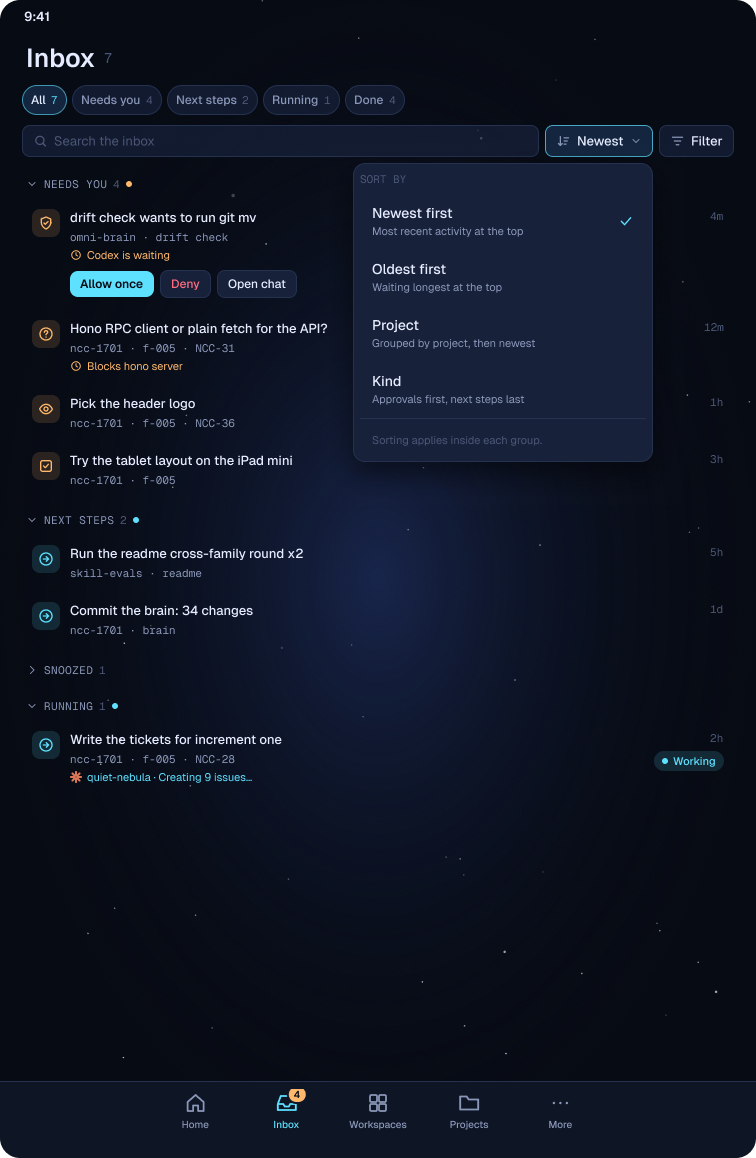 9:41
Inbox 7
All 7 Needs you 4 Next steps 2 Running 1 Done 4
Search the inbox
Newest
Filter
SORT BY
Newest first
Most recent activity at the top
Oldest first
Waiting longest at the top
Project
Grouped by project, then newest
Kind
Approvals first, next steps last
Sorting applies inside each group.
NEEDS YOU 4
drift check wants to run git mv
4m
omni-brain · drift check
Codex is waiting
Allow once Deny Open chat
Hono RPC client or plain fetch for the API?
12m
ncc-1701 · f-005 · NCC-31
Blocks hono server
Pick the header logo
1h
ncc-1701 · f-005 · NCC-36
Try the tablet layout on the iPad mini
3h
ncc-1701 · f-005
NEXT STEPS 2
Run the readme cross-family round x2
5h
skill-evals · readme
Commit the brain: 34 changes
1d
ncc-1701 · brain
SNOOZED 1
RUNNING 1
Write the tickets for increment one
2h
ncc-1701 · f-005 · NCC-28
Working
quiet-nebula · Creating 9 issues…
4
Home Inbox Workspaces Projects More